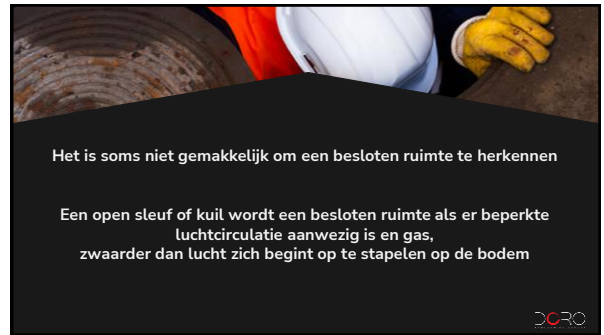 Het is soms niet gemakkelijk om een besloten ruimte te herkennen
Een open sleuf of kuil wordt een besloten ruimte als er beperkte
luchtcirculatie aanwezig is en gas,
zwaarder dan lucht zich begint op te stapelen op de bodem
DORO